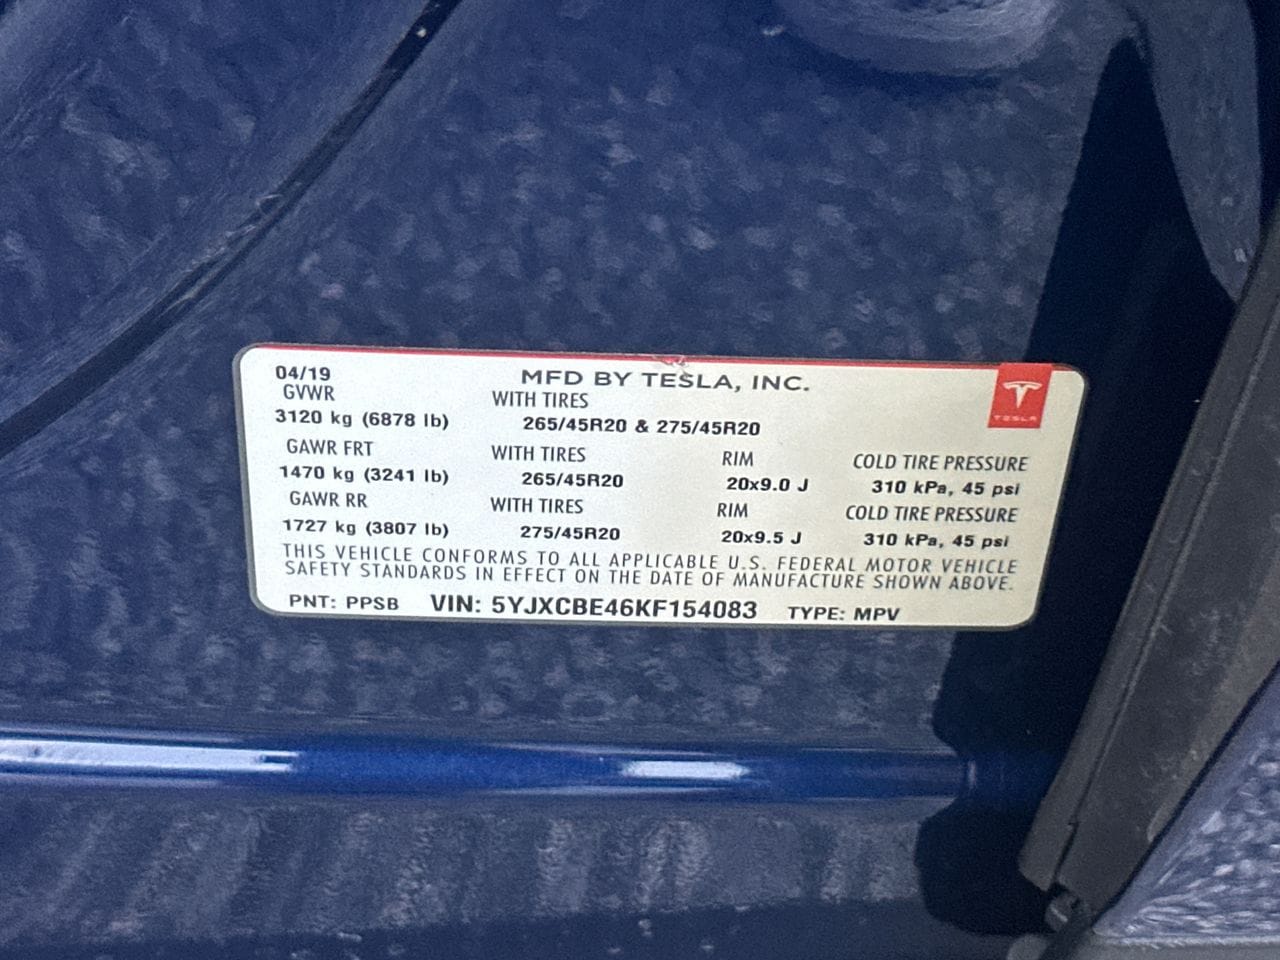 04/19
MFD BY TESLA, INC.
TESLA
GVWR WITH TIRES
3120 kg (6878 lb) 265/45R20 & 275/45R20
GAWR FRT WITH TIRES RIM COLD TIRE PRESSURE
1470 kg (3241 lb) 265/45R20 20x9.0 J 310 kPa, 45 psi
GAWR RR WITH TIRES RIM COLD TIRE PRESSURE
1727 kg (3807 lb) 275/45R20 20x9.5 J 310 kPa, 45 psi
THIS VEHICLE CONFORMS TO ALL APPLICABLE U.S. FEDERAL MOTOR VEHICLE
SAFETY STANDARDS IN EFFECT ON THE DATE OF MANUFACTURE SHOWN ABOVE.
PNT: PPSB VIN: 5YJXCBE46KF154083 TYPE: MPV